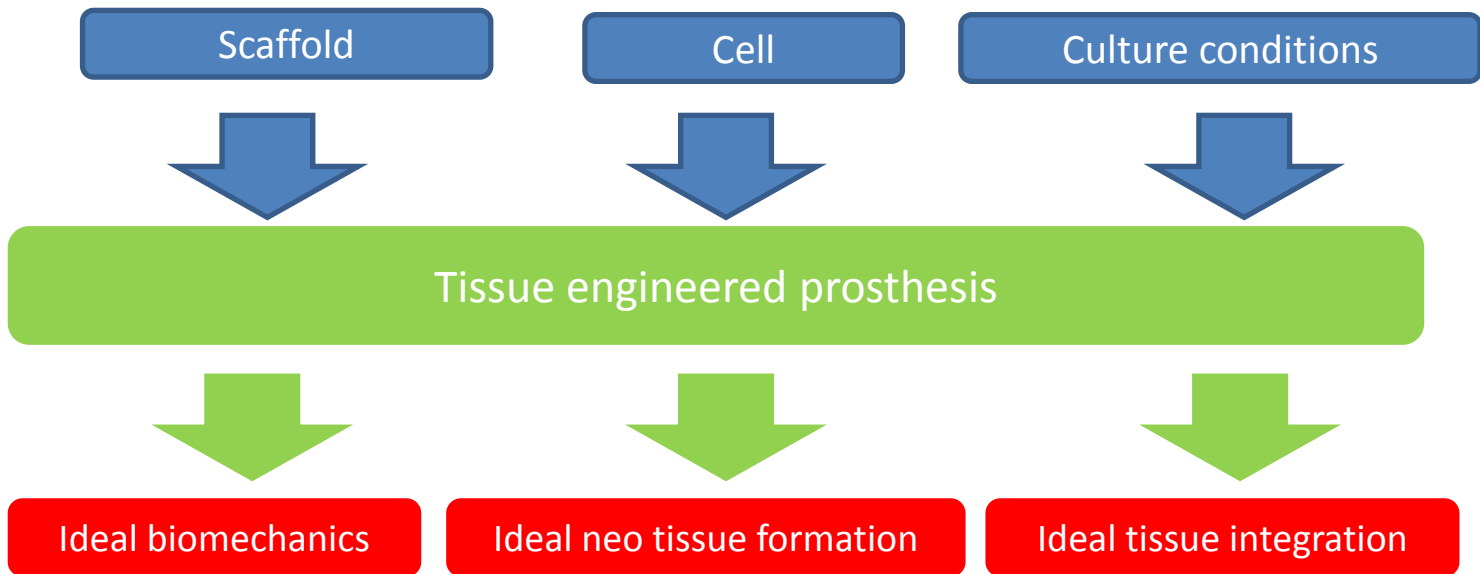 Scaffold
Cell
Culture conditions
Tissue engineered prosthesis
Ideal biomechanics
Ideal neo tissue formation
Ideal tissue integration